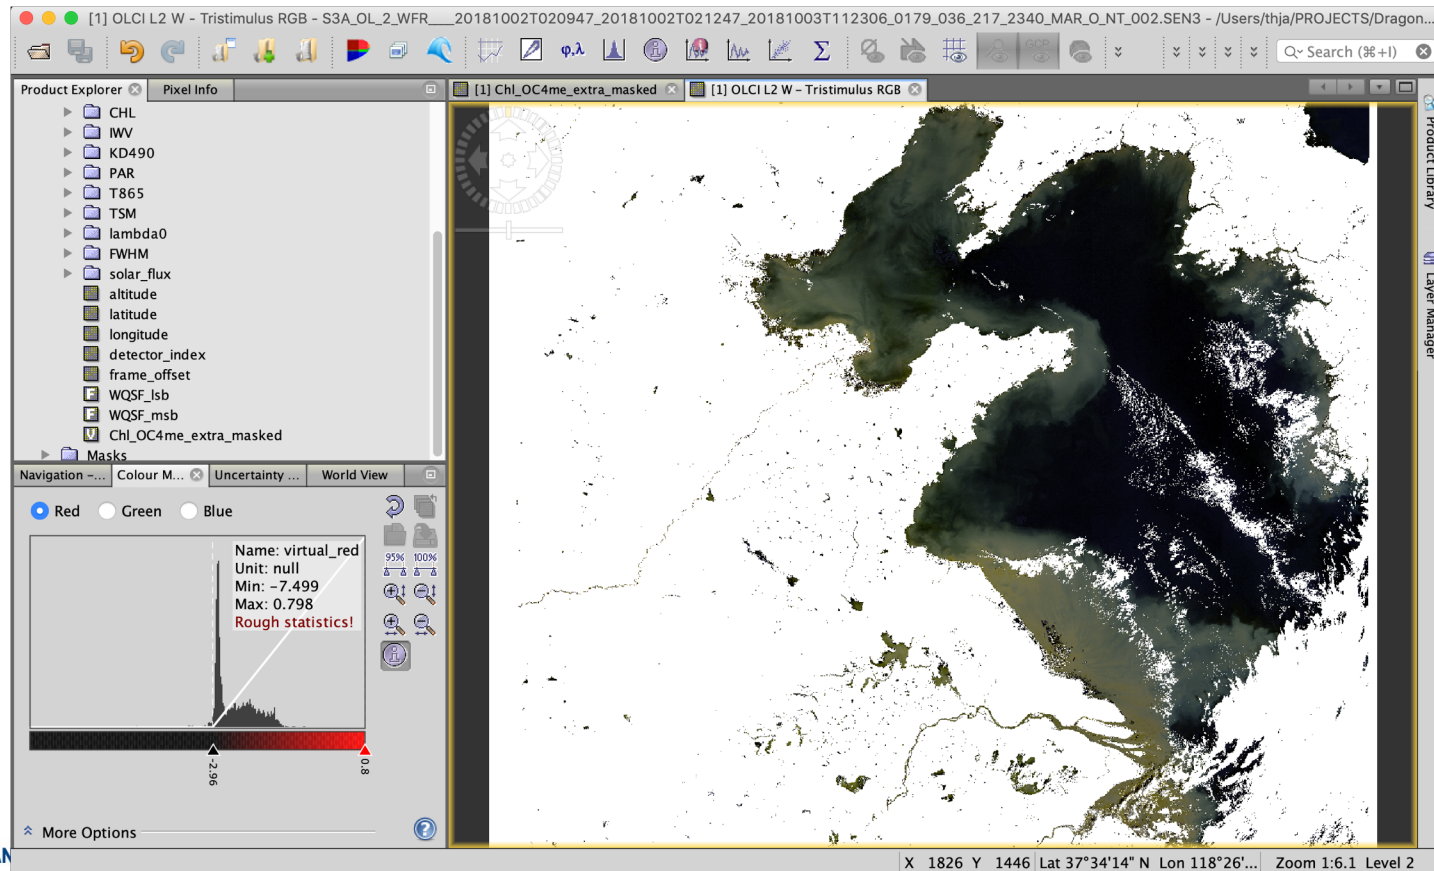 [1] OLCI L2 W - Tristimulus RGB - S3A_OL_2_WFR____20181002T020947_20181002T021247_20181003T112306_0179_036_217_2340_MAR_O_NT_002.SEN3 - /Users/thja/PROJECTS/Dragon...
φ,λ
Σ
GCP
Search (⌘+I)
Product Explorer
Pixel Info
[1] Chl_OC4me_extra_masked
[1] OLCI L2 W - Tristimulus RGB
CHL
IWV
KD490
PAR
T865
TSM
lambda0
FWHM
solar_flux
altitude
latitude
longitude
detector_index
frame_offset
WQSF_lsb
WQSF_msb
Chl_OC4me_extra_masked
Masks
Product Library
Layer Manager
Navigation -...
Colour M...
Uncertainty ...
World View
Red
Green
Blue
Name: virtual_red
Unit: null
Min: -7.499
Max: 0.798
Rough statistics!
95%
100%
-2.96
0.8
More Options
X 1826 Y 1446
Lat 37°34'14" N Lon 118°26'...
Zoom 1:6.1 Level 2